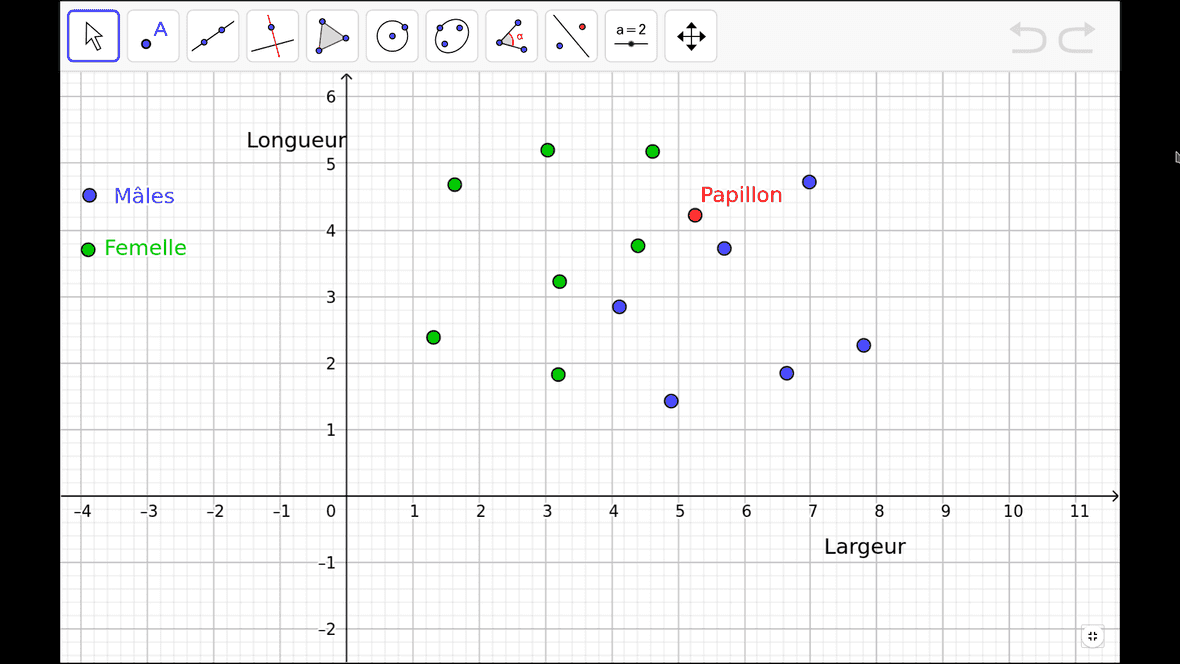 A
α
a=2
6
Longueur
5
Mâles
Papillon
4
Femelle
3
2
1
–4 –3 –2 –1 0 1 2 3 4 5 6 7 8 9 10 11
Largeur
–1
–2